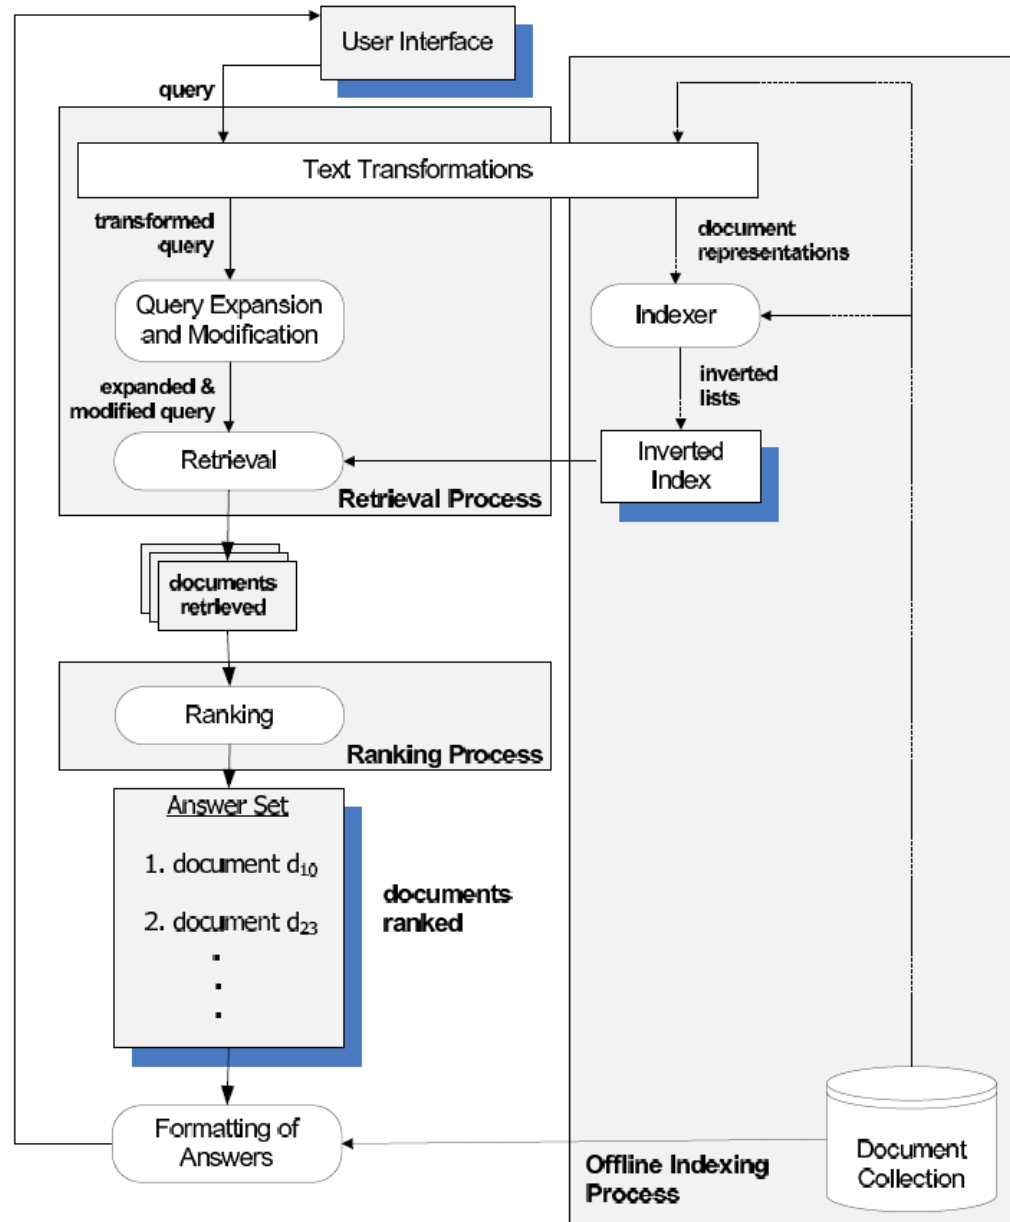 User Interface
query
Text Transformations
transformed
query
document
representations
Query Expansion
and Modification
Indexer
expanded &
modified query
inverted
lists
Retrieval
Inverted
Index
Retrieval Process
documents
retrieved
Ranking
Ranking Process
Answer Set
1. document d₁₀
2. document d₂₃
.
.
.
documents
ranked
Formatting of
Answers
Document
Collection
Offline Indexing
Process